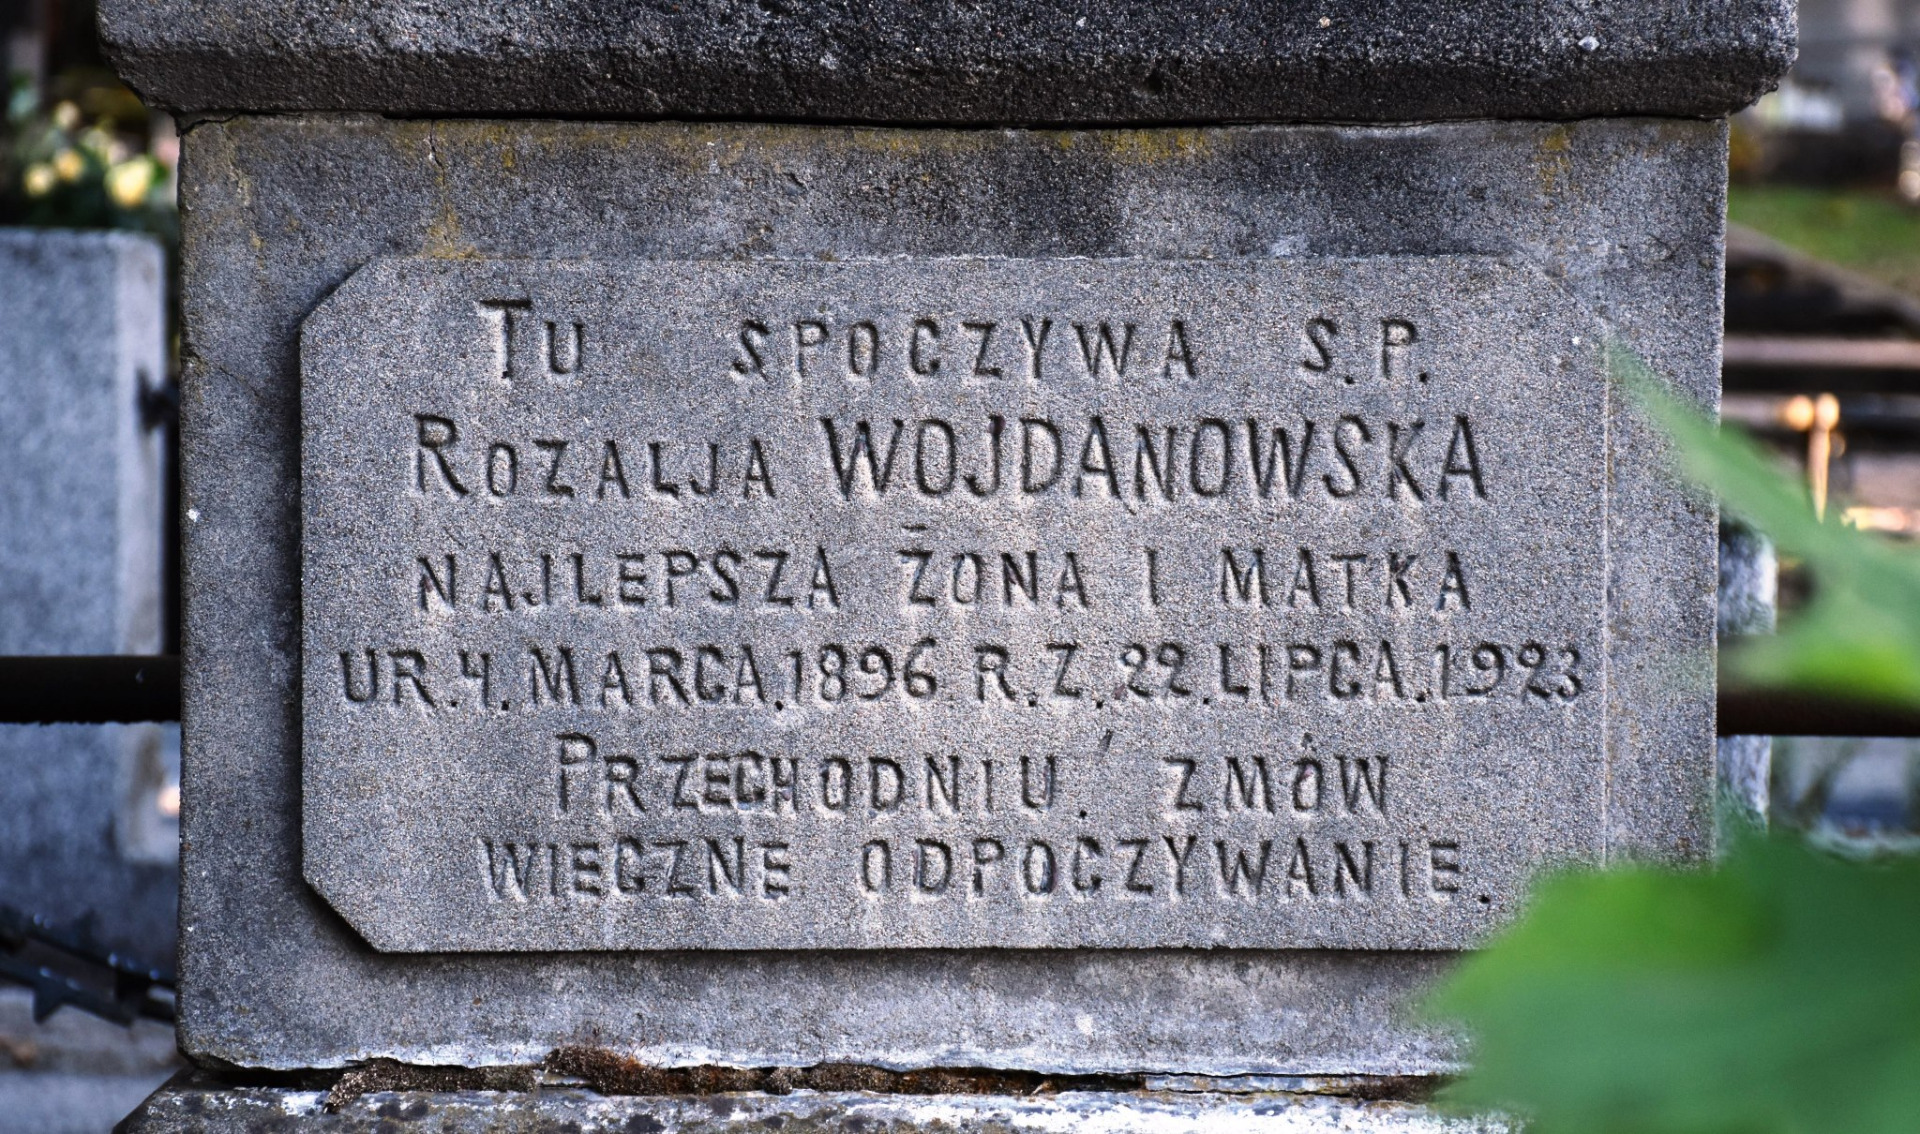 Tu SPOCZYWA S.P.
ROZALJA WOJDANOWSKA
NAJLEPSZA ŻONA I MATKA
UR.4.MARCA.1896.R.Z.22.LIPCA.1923
PRZECHODNIU. ZMÓW
WIECZNE ODPOCZYWANIE.